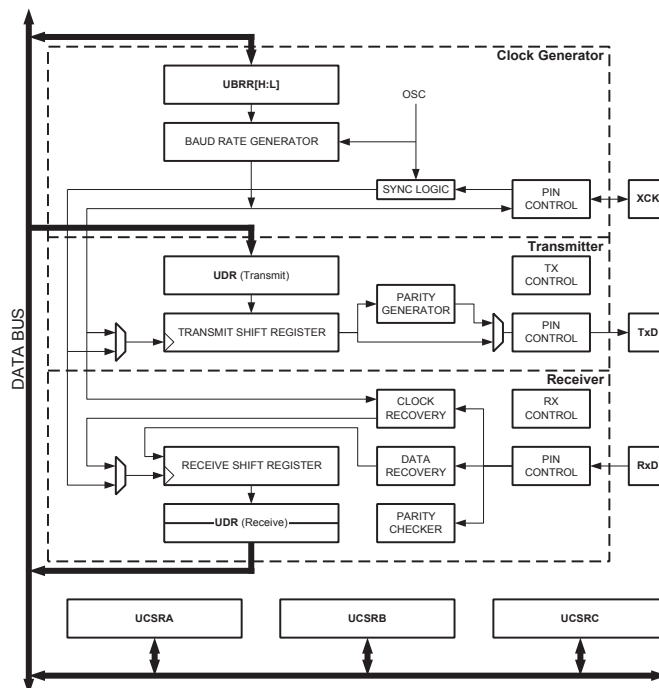 Clock Generator
UBRR[H:L]
OSC
BAUD RATE GENERATOR
SYNC LOGIC
PIN
CONTROL
XCK
Transmitter
UDR (Transmit)
TX
CONTROL
PARITY
GENERATOR
TRANSMIT SHIFT REGISTER
PIN
CONTROL
TxD
DATA BUS
Receiver
CLOCK
RECOVERY
RX
CONTROL
RECEIVE SHIFT REGISTER
DATA
RECOVERY
PIN
CONTROL
RxD
UDR (Receive)
PARITY
CHECKER
UCSRA
UCSRB
UCSRC